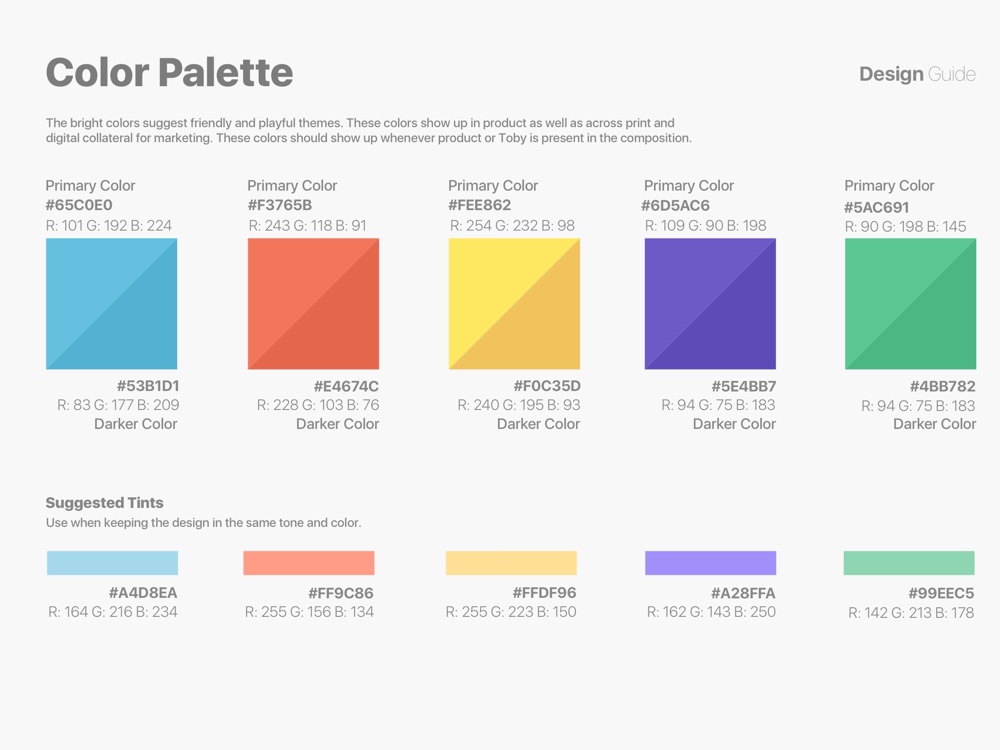 Color Palette
Design Guide
The bright colors suggest friendly and playful themes. These colors show up in product as well as across print and
digital collateral for marketing. These colors should show up whenever product or Toby is present in the composition.
Primary Color
#65C0E0
R: 101 G: 192 B: 224
Primary Color
#F3765B
R: 243 G: 118 B: 91
Primary Color
#FEE862
R: 254 G: 232 B: 98
Primary Color
#6D5AC6
R: 109 G: 90 B: 198
Primary Color
#5AC691
R: 90 G: 198 B: 145
#53B1D1
R: 83 G: 177 B: 209
Darker Color
#E4674C
R: 228 G: 103 B: 76
Darker Color
#F0C35D
R: 240 G: 195 B: 93
Darker Color
#5E4BB7
R: 94 G: 75 B: 183
Darker Color
#4BB782
R: 94 G: 75 B: 183
Darker Color
Suggested Tints
Use when keeping the design in the same tone and color.
#A4D8EA
R: 164 G: 216 B: 234
#FF9C86
R: 255 G: 156 B: 134
#FFDF96
R: 255 G: 223 B: 150
#A28FFA
R: 162 G: 143 B: 250
#99EEC5
R: 142 G: 213 B: 178